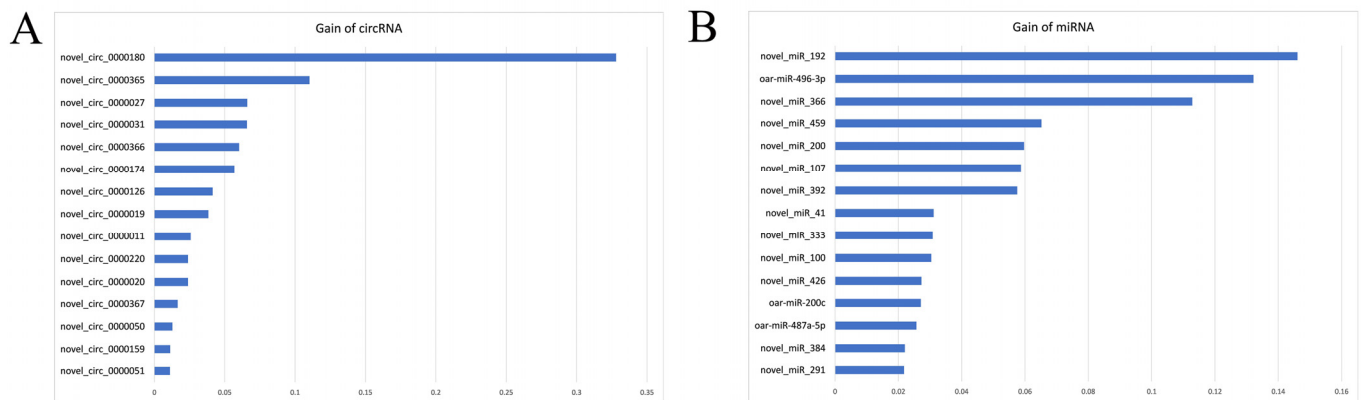 A
Gain of circRNA
novel_circ_0000180
novel_circ_0000365
novel_circ_0000027
novel_circ_0000031
novel_circ_0000366
novel_circ_0000174
novel_circ_0000126
novel_circ_0000019
novel_circ_0000011
novel_circ_0000220
novel_circ_0000020
novel_circ_0000367
novel_circ_0000050
novel_circ_0000159
novel_circ_0000051
0 0.05 0.1 0.15 0.2 0.25 0.3 0.35
B
Gain of miRNA
novel_miR_192
oar-miR-496-3p
novel_miR_366
novel_miR_459
novel_miR_200
novel_miR_107
novel_miR_392
novel_miR_41
novel_miR_333
novel_miR_100
novel_miR_426
oar-miR-200c
oar-miR-487a-5p
novel_miR_384
novel_miR_291
0 0.02 0.04 0.06 0.08 0.1 0.12 0.14 0.16